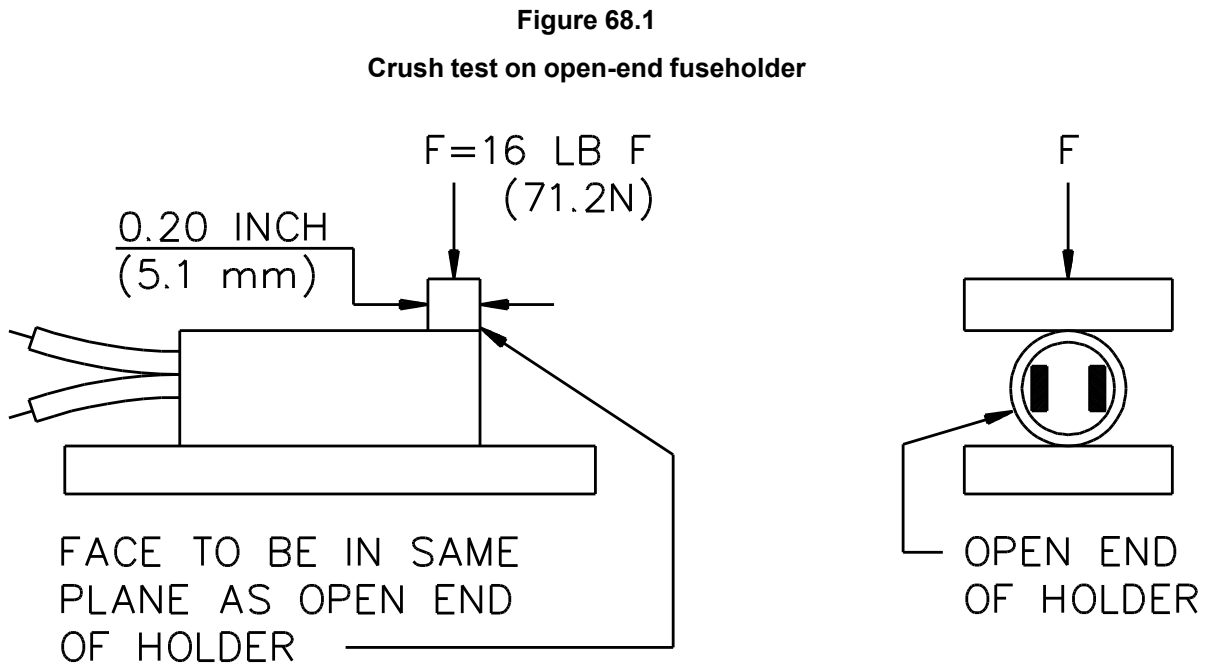 Figure 68.1
Crush test on open-end fuseholder
F=16 LB F
(71.2N)
0.20 INCH
(5.1 mm)
F
FACE TO BE IN SAME
PLANE AS OPEN END
OF HOLDER
OPEN END
OF HOLDER